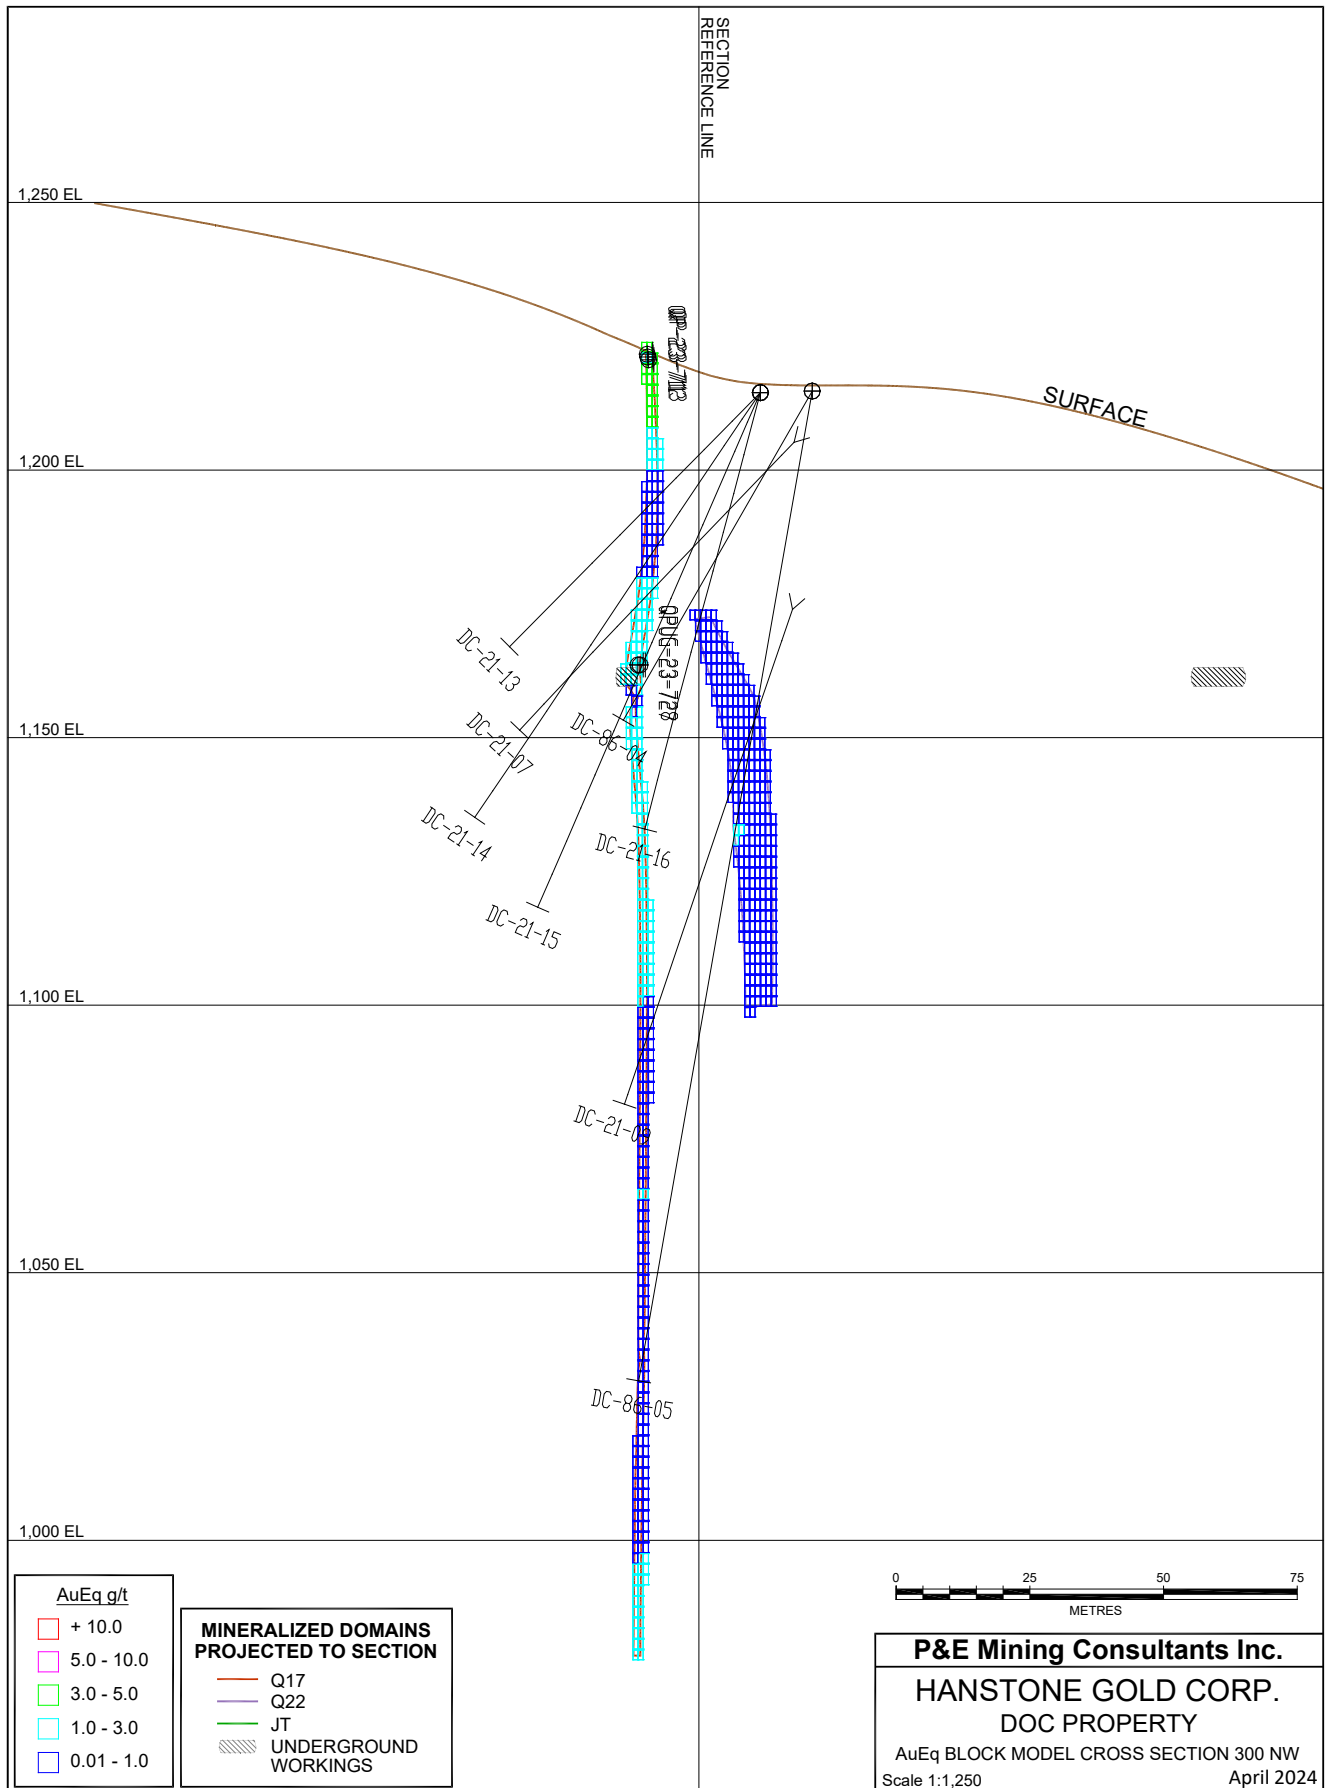 SECTION
REFERENCE LINE
1,250 EL
SURFACE
1,200 EL
DC-21-13
QPUG-23-728
DC-21-07
DC-86-04
1,150 EL
DC-21-14
DC-21-16
DC-21-15
1,100 EL
1,050 EL
DC-86-05
1,000 EL
AuEq g/t
+ 10.0
5.0 - 10.0
3.0 - 5.0
1.0 - 3.0
0.01 - 1.0
MINERALIZED DOMAINS
PROJECTED TO SECTION
Q17
Q22
JT
UNDERGROUND
WORKINGS
0 25 50 75
METRES
P&E Mining Consultants Inc.
HANSTONE GOLD CORP.
DOC PROPERTY
AuEq BLOCK MODEL CROSS SECTION 300 NW
Scale 1:1,250 April 2024